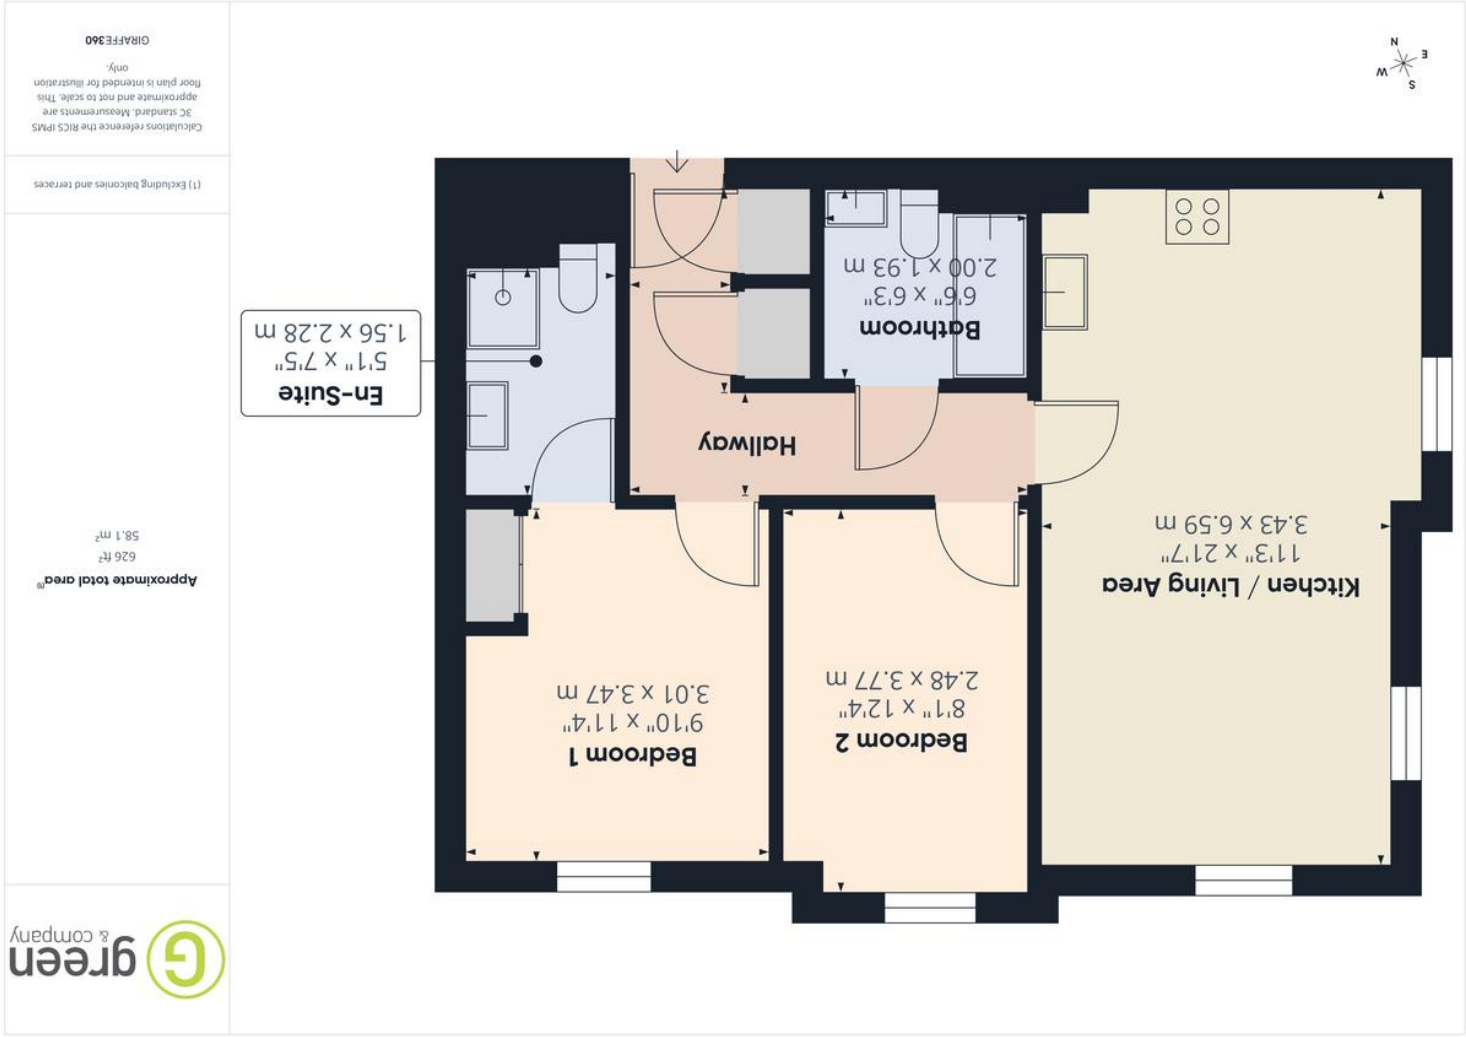 green
& company
Approximate total area(1)
626 ft²
58.1 m²
(1) Excluding balconies and terraces
Calculations reference the RICS IPMS
3C standard. Measurements are
approximate and not to scale. This
floor plan is intended for illustration
only.
GIRAFFE360
Kitchen / Living Area
11'3" x 21'7"
3.43 x 6.59 m
Bedroom 2
8'1" x 12'4"
2.48 x 3.77 m
Bedroom 1
9'10" x 11'4"
3.01 x 3.47 m
Hallway
En-Suite
5'1" x 7'5"
1.56 x 2.28 m
Bathroom
6'6" x 6'3"
2.00 x 1.93 m
S
E
W
N